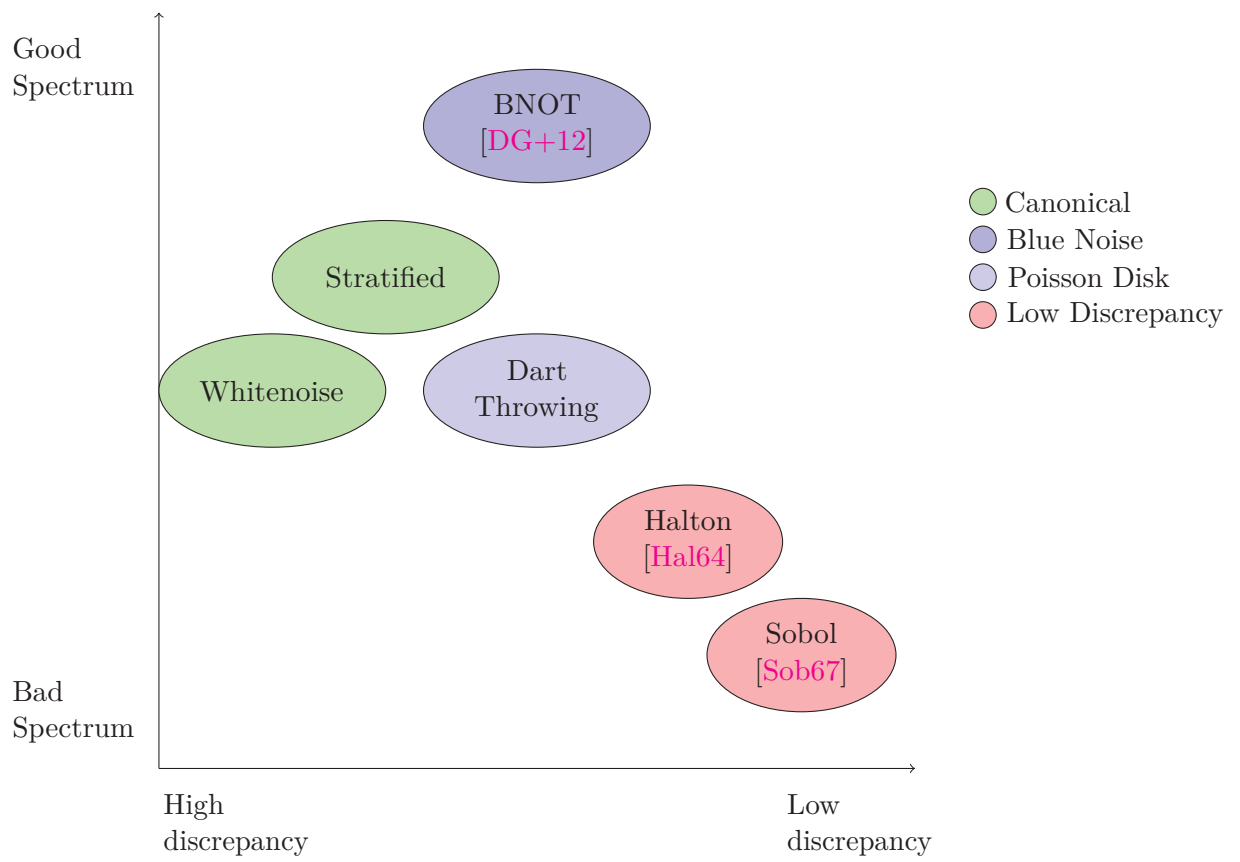 Good
Spectrum
BNOT
[DG+12]
Stratified
Whitenoise
Dart
Throwing
Halton
[Hal64]
Sobol
[Sob67]
Bad
Spectrum
High
discrepancy
Low
discrepancy
Canonical
Blue Noise
Poisson Disk
Low Discrepancy